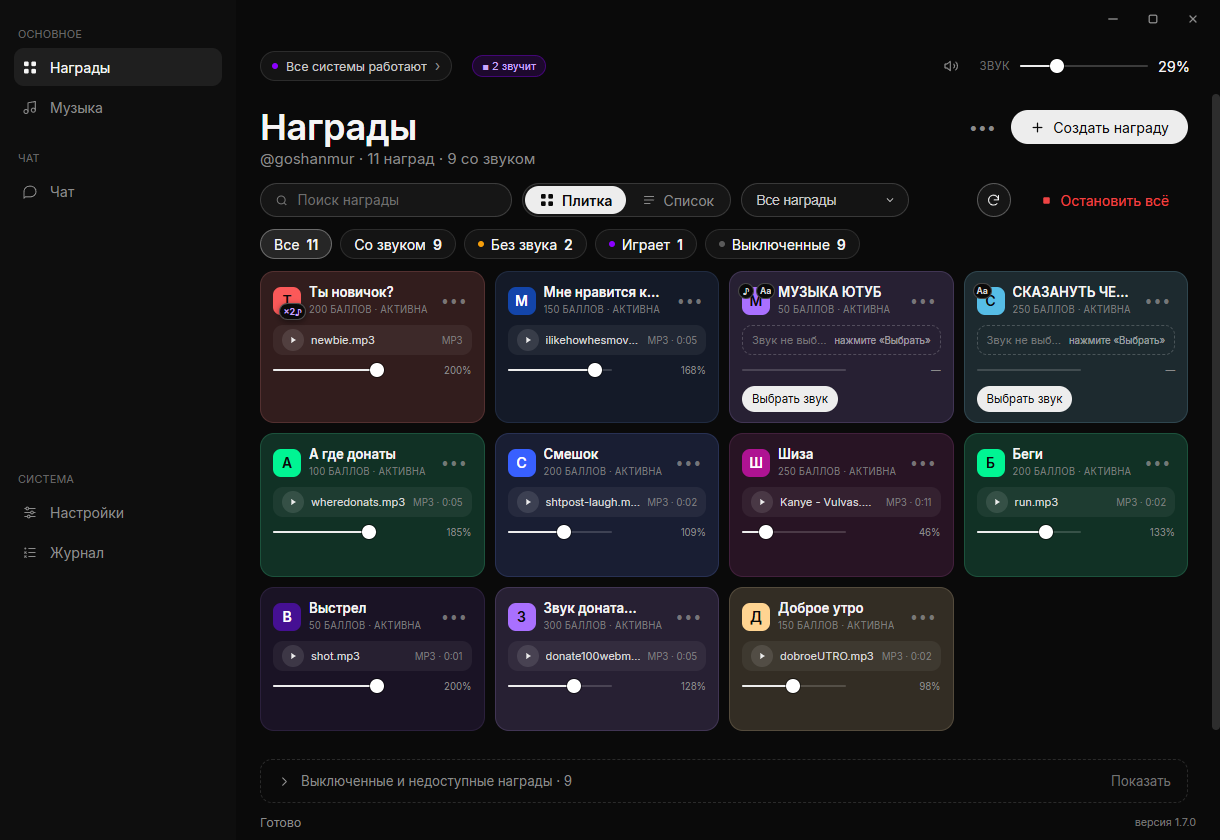 ОСНОВНОЕ
Награды
Музыка
ЧАТ
Чат
СИСТЕМА
Настройки
Журнал
Все системы работают
2 звучит
ЗВУК
29%
Награды
@goshanmur · 11 наград · 9 со звуком
Создать награду
Поиск награды
Плитка
Список
Все награды
Остановить всё
Все 11
Со звуком 9
Без звука 2
Играет 1
Выключенные 9
Т
×2♪
Ты новичок?
200 БАЛЛОВ · АКТИВНА
newbie.mp3
MP3
200%
М
Мне нравится к...
150 БАЛЛОВ · АКТИВНА
ilikehowhesmov...
MP3 · 0:05
168%
♪
Aa
М
МУЗЫКА ЮТУБ
50 БАЛЛОВ · АКТИВНА
Звук не выб...
нажмите «Выбрать»
—
Выбрать звук
Aa
С
СКАЗАНУТЬ ЧЕ...
250 БАЛЛОВ · АКТИВНА
Звук не выб...
нажмите «Выбрать»
—
Выбрать звук
А
А где донаты
100 БАЛЛОВ · АКТИВНА
wheredonats.mp3
MP3 · 0:05
185%
С
Смешок
200 БАЛЛОВ · АКТИВНА
shtpost-laugh.m...
MP3 · 0:02
109%
Ш
Шиза
250 БАЛЛОВ · АКТИВНА
Kanye - Vulvas....
MP3 · 0:11
46%
Б
Беги
200 БАЛЛОВ · АКТИВНА
run.mp3
MP3 · 0:02
133%
В
Выстрел
50 БАЛЛОВ · АКТИВНА
shot.mp3
MP3 · 0:01
200%
З
Звук доната...
300 БАЛЛОВ · АКТИВНА
donate100webm...
MP3 · 0:05
128%
Д
Доброе утро
150 БАЛЛОВ · АКТИВНА
dobroeUTRO.mp3
MP3 · 0:02
98%
Выключенные и недоступные награды · 9
Показать
Готово
версия 1.7.0